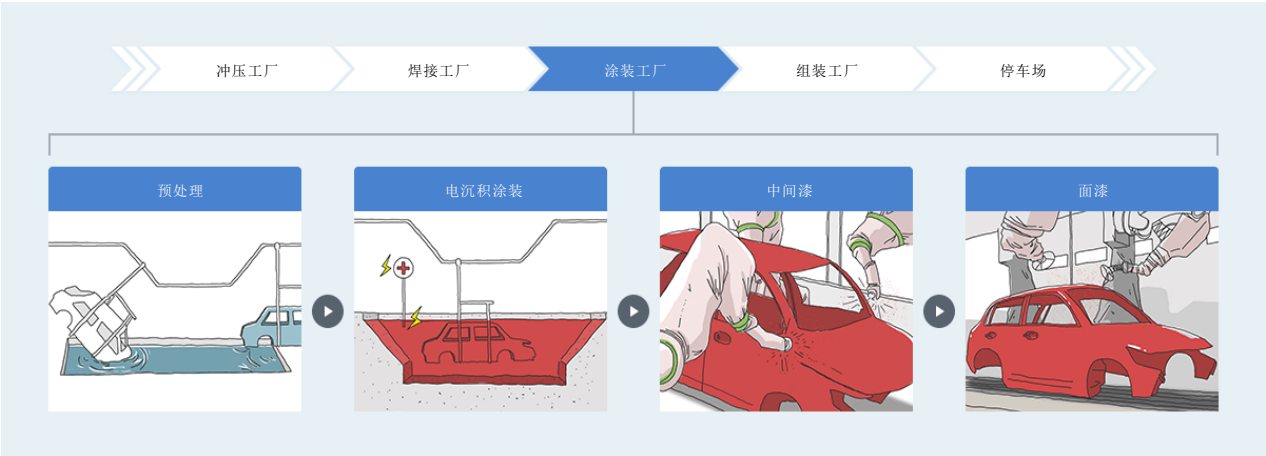 冲压工厂
焊接工厂
涂装工厂
组装工厂
停车场
预处理
电沉积涂装
中间漆
面漆